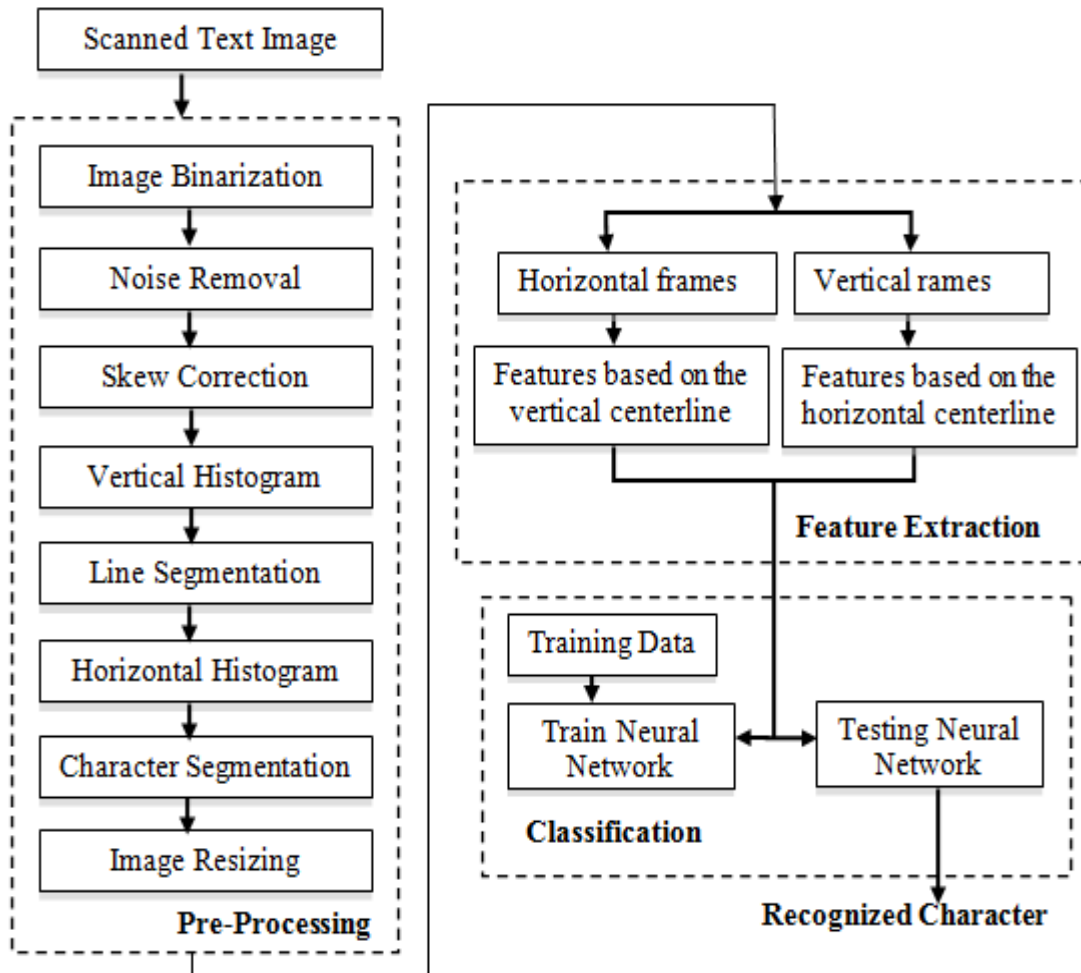 Scanned Text Image
Image Binarization
Noise Removal
Skew Correction
Vertical Histogram
Line Segmentation
Horizontal Histogram
Character Segmentation
Image Resizing
Pre-Processing
Horizontal frames
Vertical rames
Features based on the
vertical centerline
Features based on the
horizontal centerline
Feature Extraction
Training Data
Train Neural
Network
Testing Neural
Network
Classification
Recognized Character